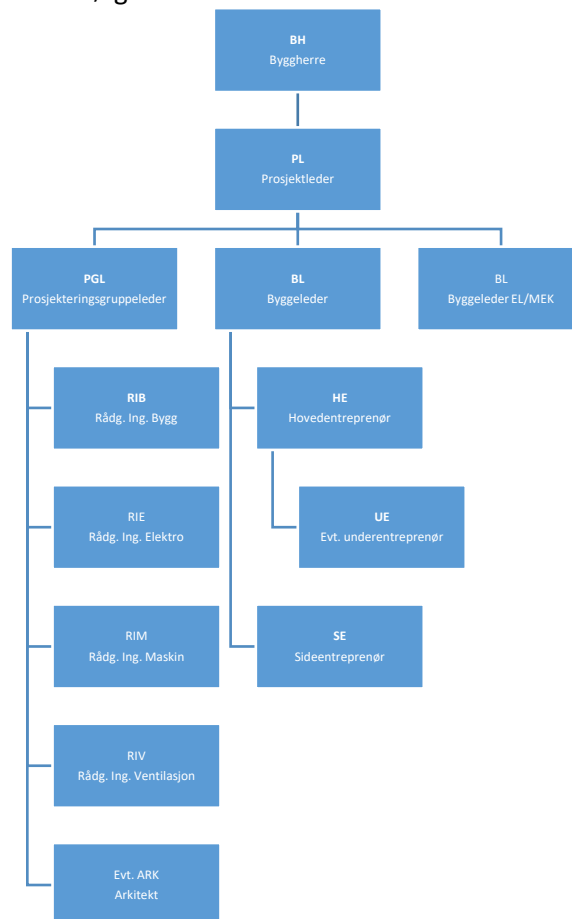 BH
Byggherre
PL
Prosjektleder
PGL
Prosjekteringsgruppeleder
BL
Byggeleder
BL
Byggeleder EL/MEK
RIB
Rådg. Ing. Bygg
HE
Hovedentreprenør
RIE
Rådg. Ing. Elektro
UE
Evt. underentreprenør
RIM
Rådg. Ing. Maskin
SE
Sideentreprenør
RIV
Rådg. Ing. Ventilasjon
Evt. ARK
Arkitekt